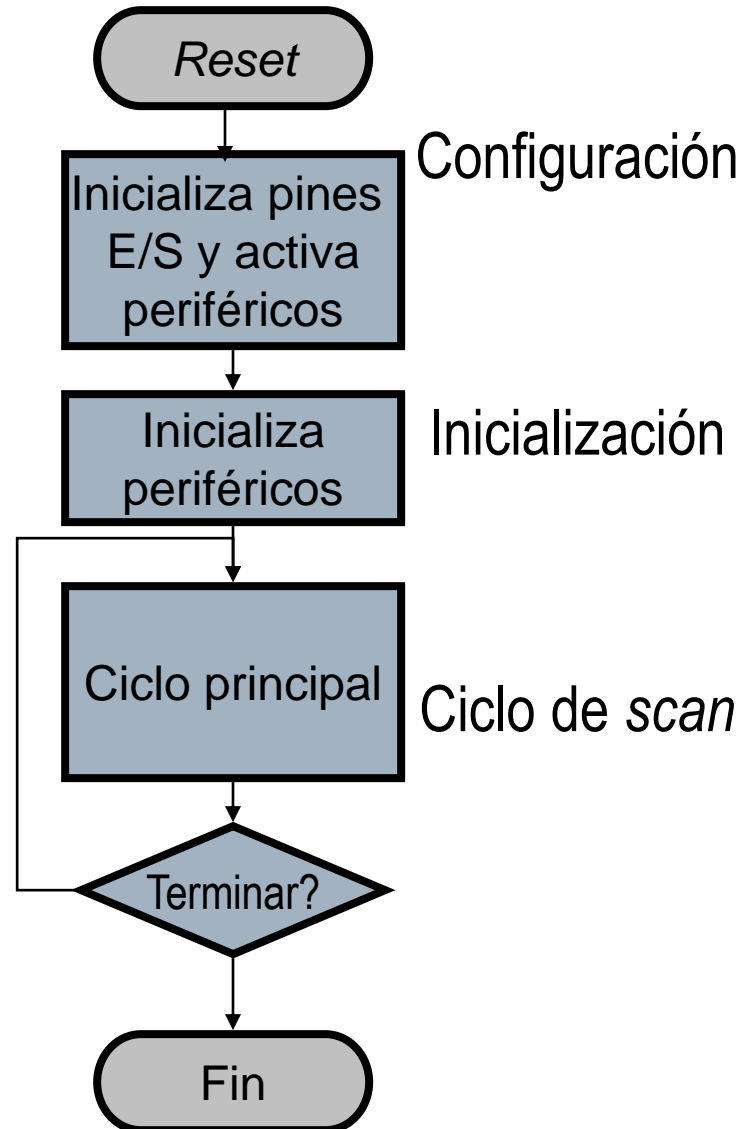 Reset
Configuración
Inicializa pines
E/S y activa
periféricos
Inicialización
Inicializa
periféricos
Ciclo principal
Ciclo de scan
Terminar?
Fin